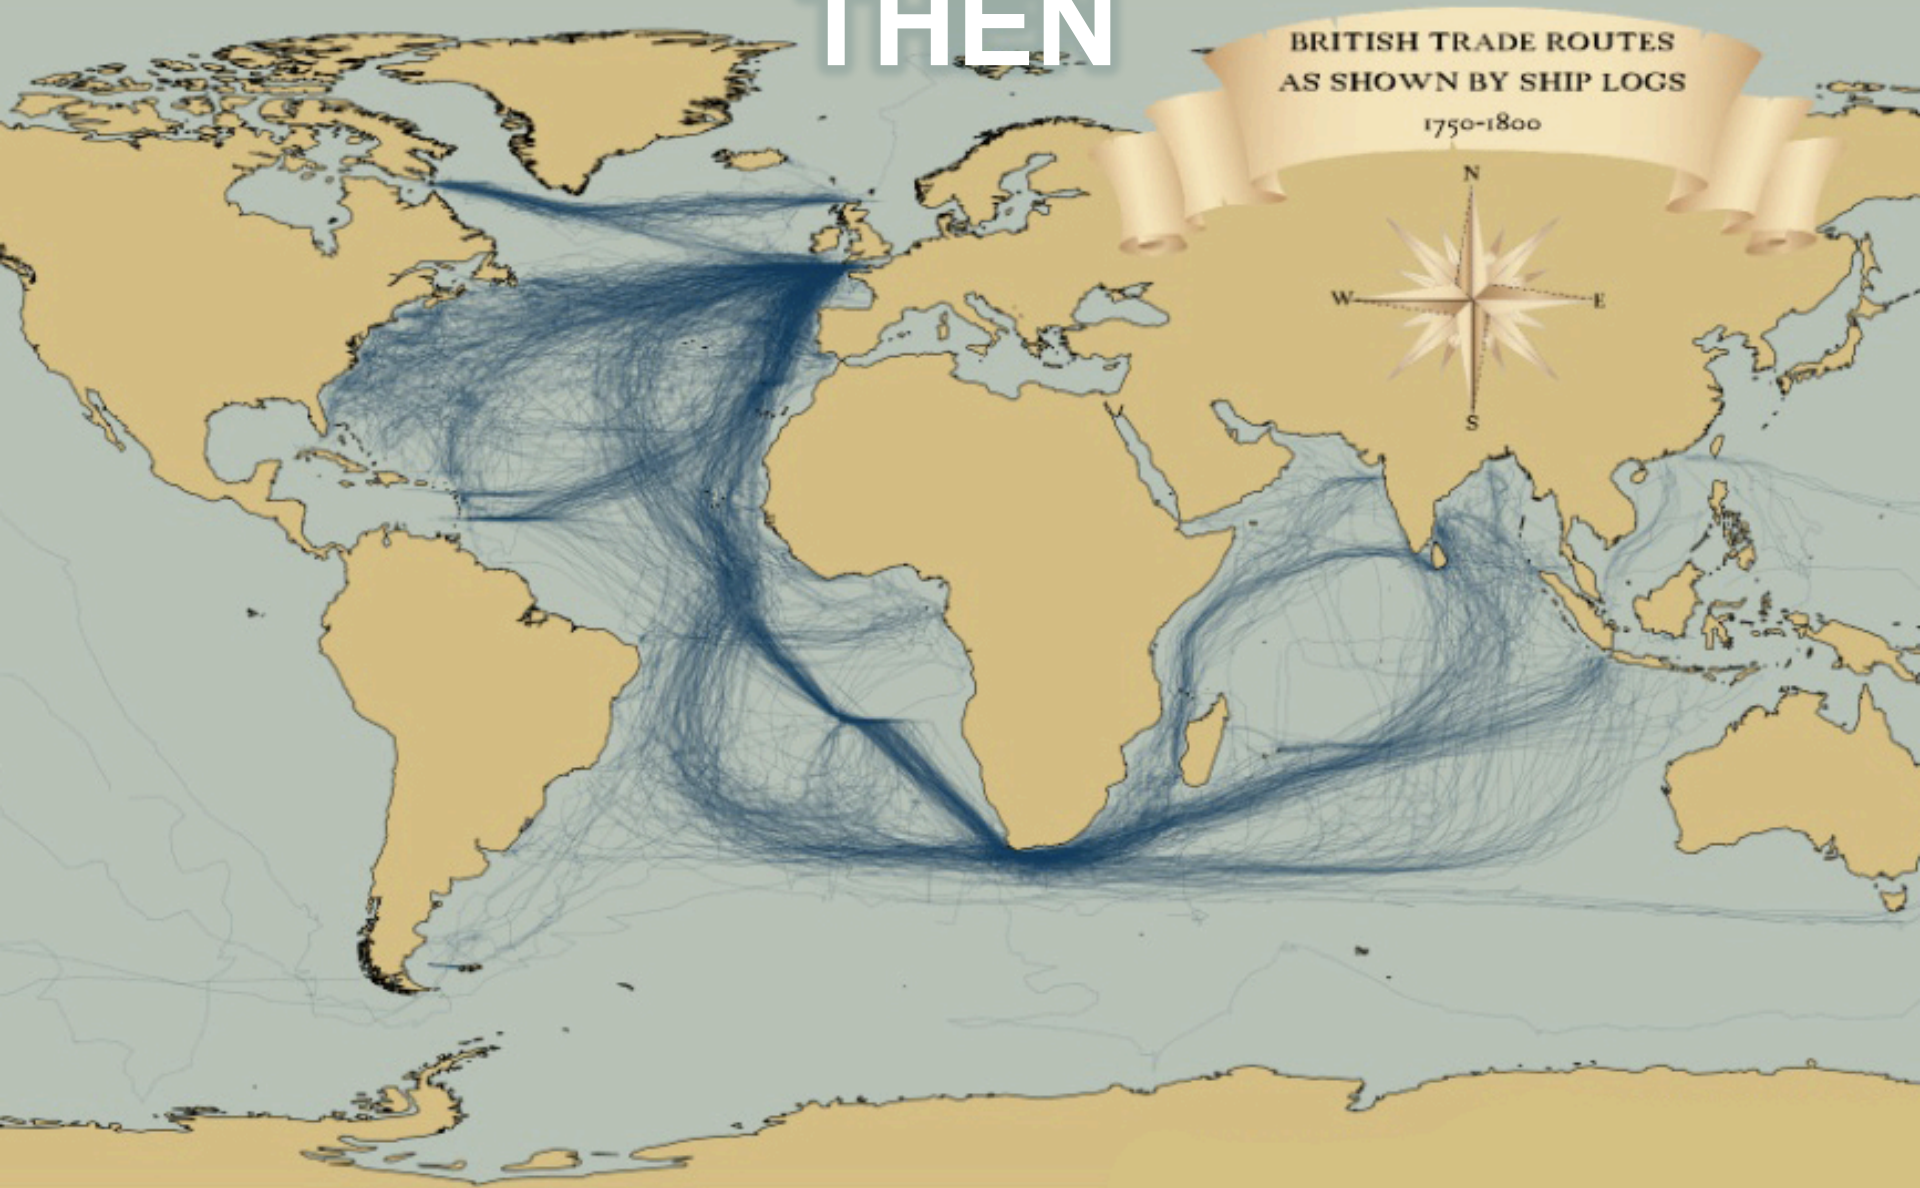 THEN
BRITISH TRADE ROUTES
AS SHOWN BY SHIP LOGS
1750-1800
N
W
E
S